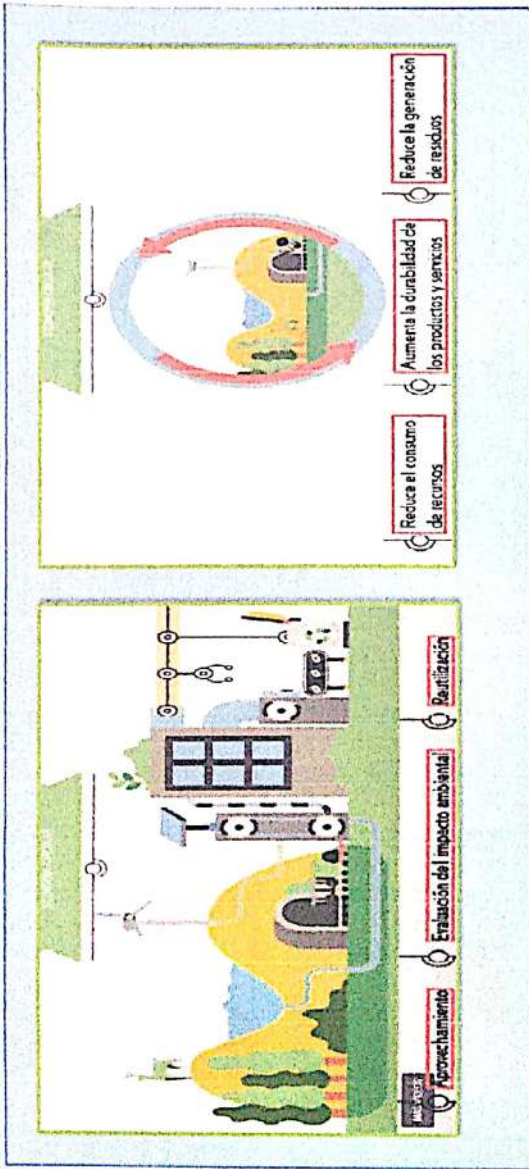 Aprovechamiento
Evaluación del impacto ambiental
Reutilización
Reduce el consumo
de recursos
Aumenta la durabilidad de
los productos y servicios
Reduce la generación
de residuos